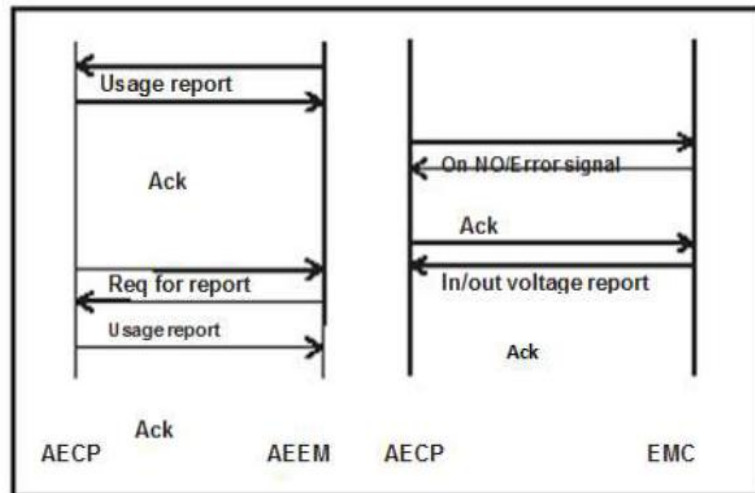 Usage report
Ack
Req for report
Usage report
Ack
AECP AEEM
On NO/Error signal
Ack
In/out voltage report
Ack
AECP EMC